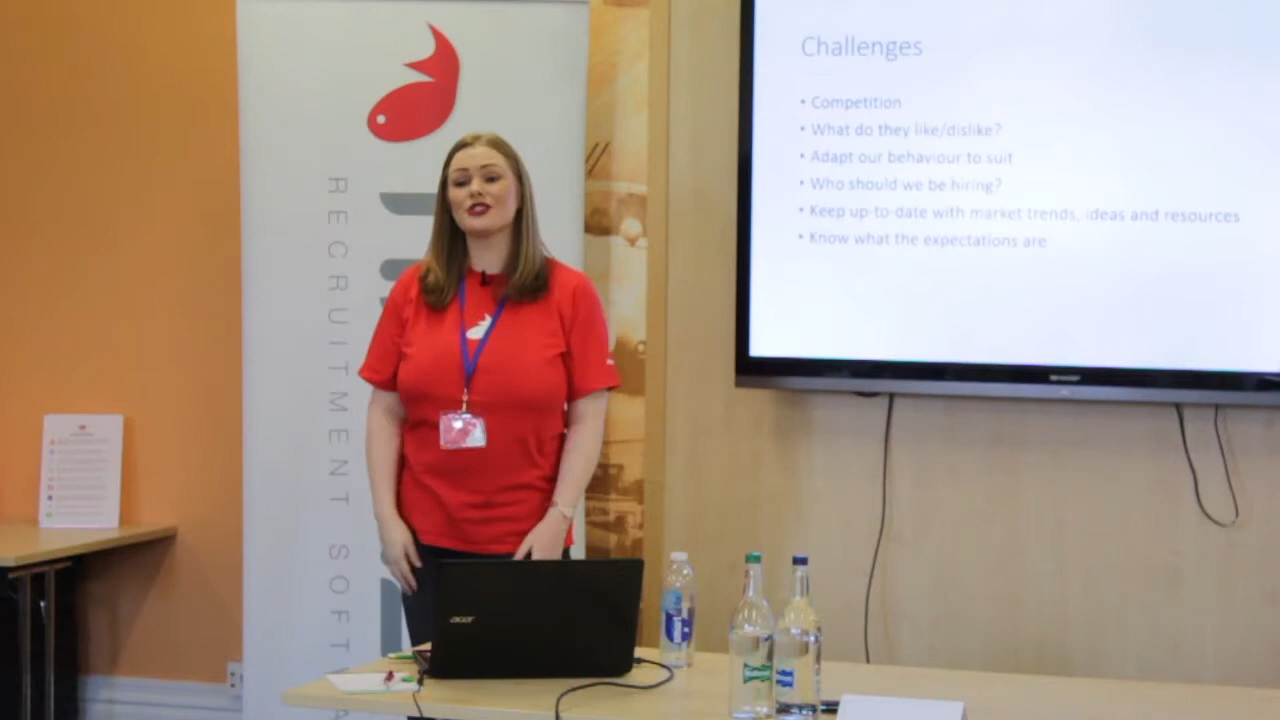 Challenges
• Competition
• What do they like/dislike?
• Adapt our behaviour to suit
• Who should we be hiring?
• Keep up-to-date with market trends, ideas and resources
• Know what the expectations are
RECRUITMENT
SHARP
acer
smart